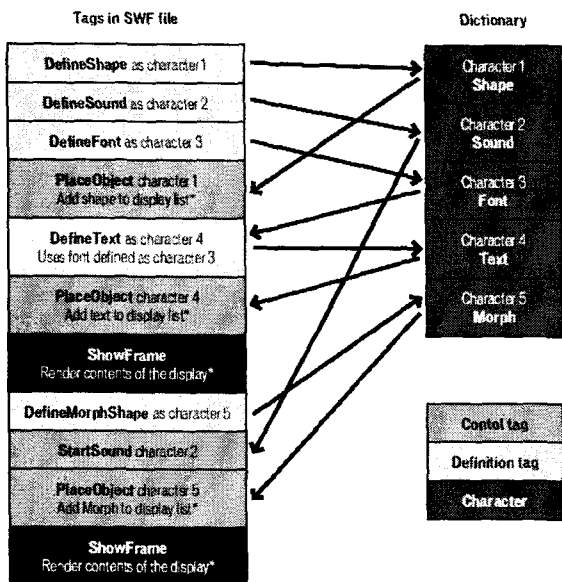 Tags in SWF file
DefineShape as character 1
DefineSound as character 2
DefineFont as character 3
PlaceObject character 1
Add shape to display list*
DefineText as character 4
Uses font defined as character 3
PlaceObject character 4
Add text to display list*
ShowFrame
Render contents of the display*
DefineMorphShape as character 5
StartSound character 2
PlaceObject character 5
Add Morph to display list*
ShowFrame
Render contents of the display*
Dictionary
Character 1
Shape
Character 2
Sound
Character 3
Font
Character 4
Text
Character 5
Morph
Contol tag
Definition tag
Character